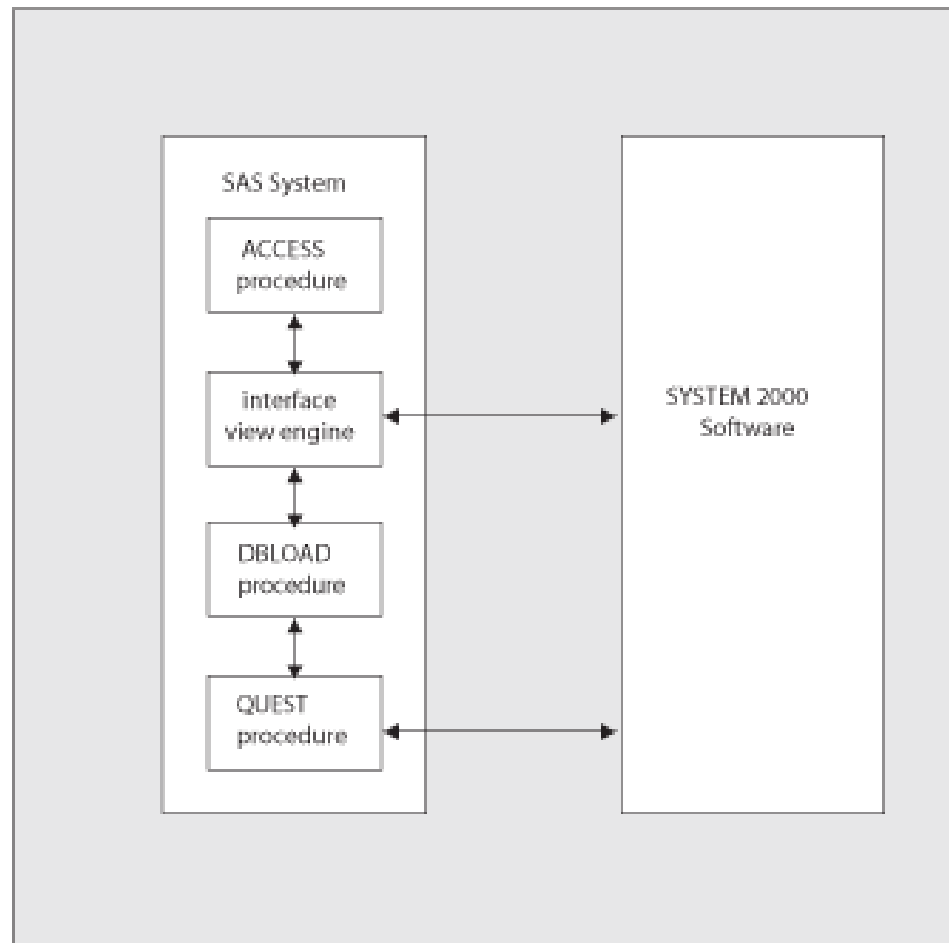 SAS System
ACCESS
procedure
interface
view engine
DBLOAD
procedure
QUEST
procedure
SYSTEM 2000
Software